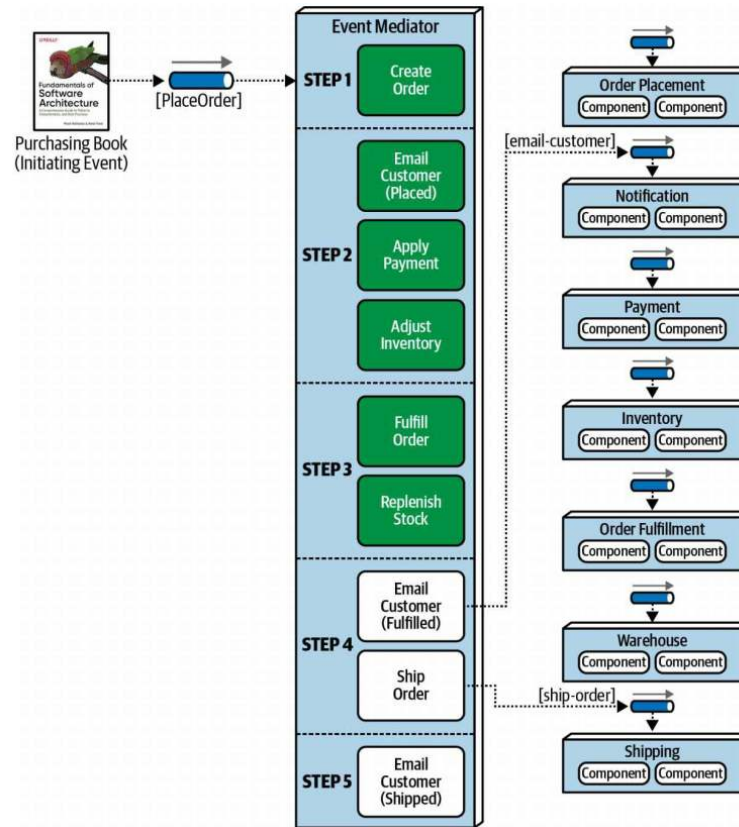 O'REILLY
Fundamentals of
Software
Architecture
Purchasing Book
(Initiating Event)
[PlaceOrder]
Event Mediator
STEP 1
Create
Order
STEP 2
Email
Customer
(Placed)
Apply
Payment
Adjust
Inventory
STEP 3
Fulfill
Order
Replenish
Stock
STEP 4
Email
Customer
(Fulfilled)
Ship
Order
STEP 5
Email
Customer
(Shipped)
Order Placement
Component Component
[email-customer]
Notification
Component Component
Payment
Component Component
Inventory
Component Component
Order Fulfillment
Component Component
Warehouse
Component Component
[ship-order]
Shipping
Component Component